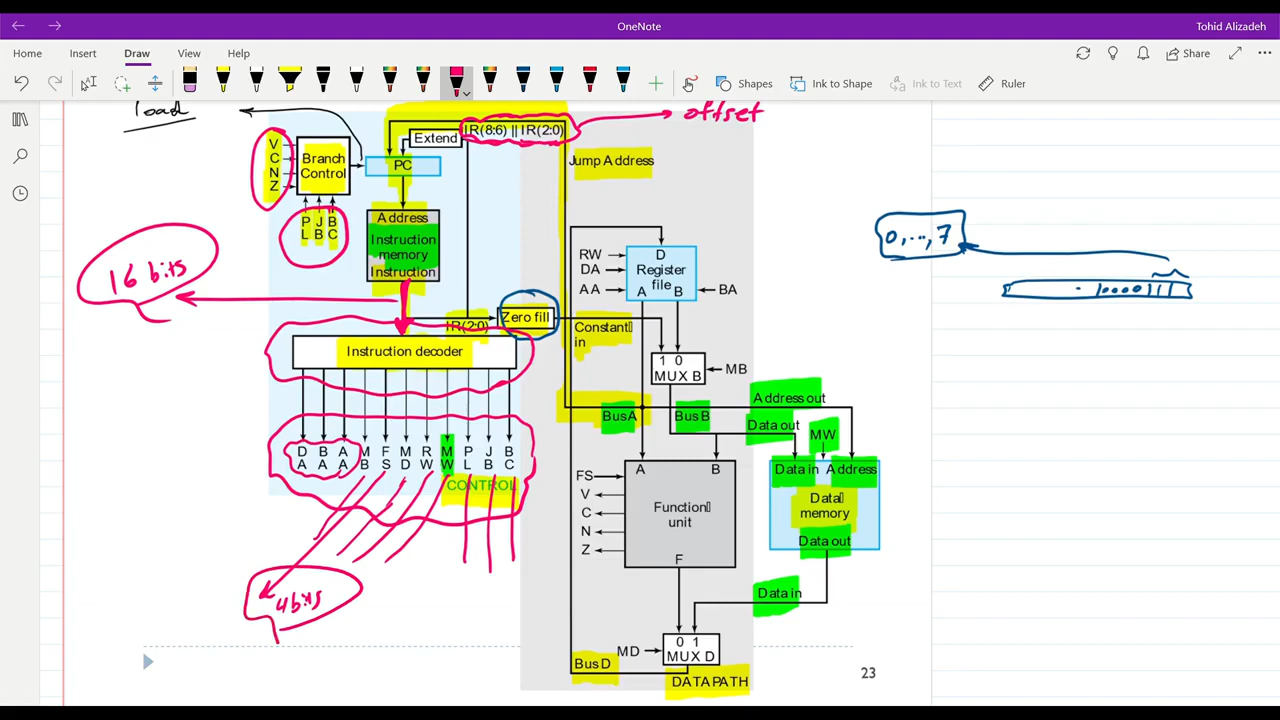 OneNote
Tohid Alizadeh
Home Insert Draw View Help
Share
Shapes
Ink to Shape
Ink to Text
Ruler
load
IR(8:6) || IR(2:0)
offset
Extend
V
C
N
Z
Branch
Control
PC
Jump Address
P J B
L B C
Address
Instruction
memory
Instruction
16 bits
0,..,7
RW
DA
AA
D
Register
file
A B
BA
IR(2:0)
Zero fill
Constant
in
Instruction decoder
1 0
MUX B
MB
Address out
Bus A
Bus B
Data out
MW
D B A M F M R M P J B
A A A B S D W W L B C
CONTROL
A B
FS
V
C
N
Z
Function
unit
F
Data in Address
Data
memory
Data out
4bits
Data in
0 1
MUX D
MD
Bus D
DATAPATH
23